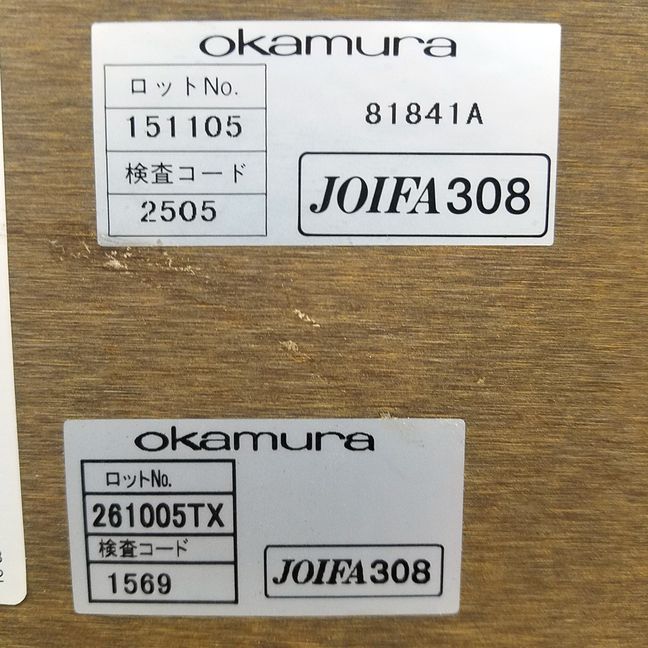 okamura
ロットNo.
151105
81841A
検査コード
2505
JOIFA308
okamura
ロットNo.
261005TX
検査コード
1569
JOIFA308